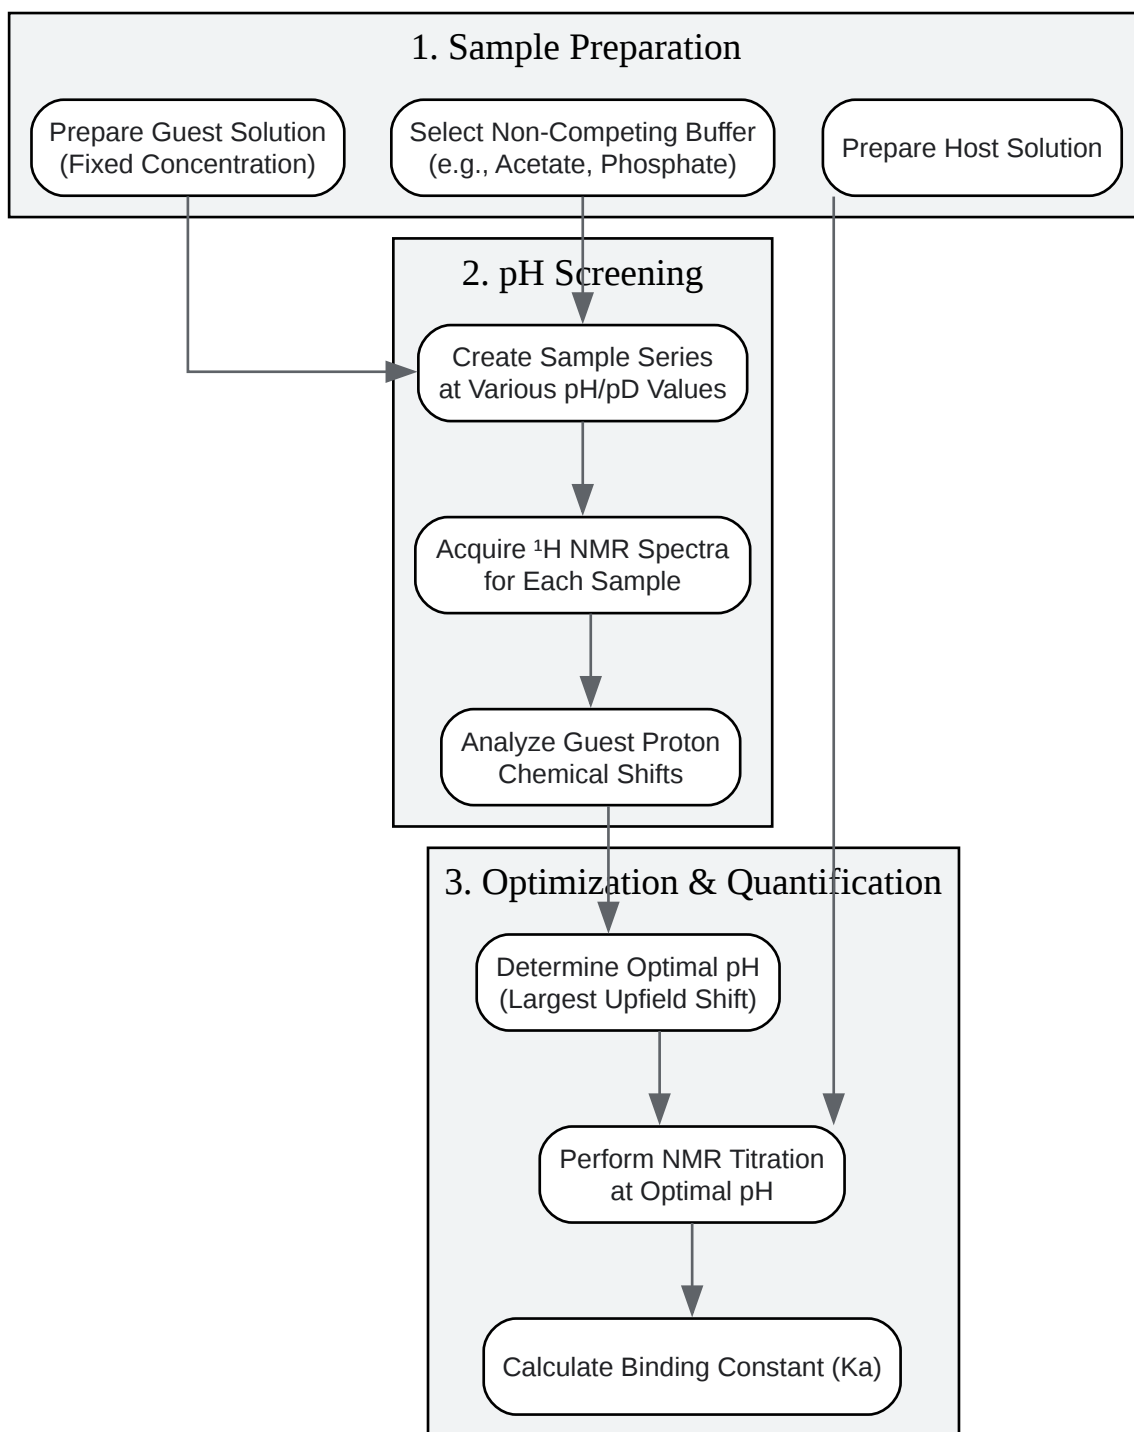 1. Sample Preparation
Prepare Guest Solution
(Fixed Concentration)
Select Non-Competing Buffer
(e.g., Acetate, Phosphate)
Prepare Host Solution
2. pH Screening
Create Sample Series
at Various pH/pD Values
Acquire ¹H NMR Spectra
for Each Sample
Analyze Guest Proton
Chemical Shifts
3. Optimization & Quantification
Determine Optimal pH
(Largest Upfield Shift)
Perform NMR Titration
at Optimal pH
Calculate Binding Constant (Ka)